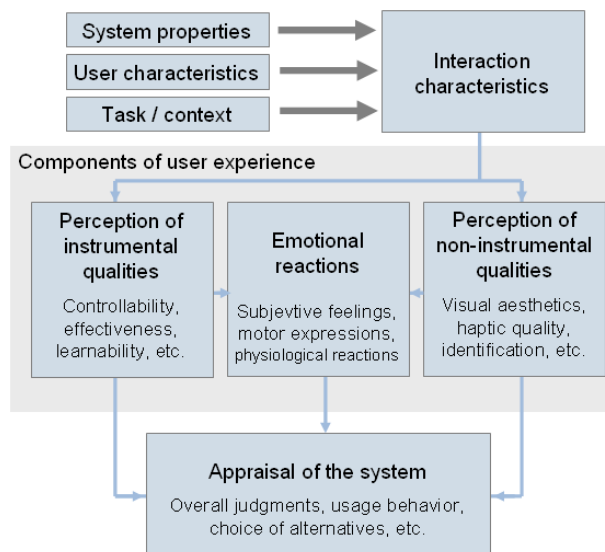 System properties
User characteristics
Task / context
Interaction
characteristics
Components of user experience
Perception of
instrumental
qualities
Controllability,
effectiveness,
learnability, etc.
Emotional
reactions
Subjevtive feelings,
motor expressions,
physiological reactions
Perception of
non-instrumental
qualities
Visual aesthetics,
haptic quality,
identification, etc.
Appraisal of the system
Overall judgments, usage behavior,
choice of alternatives, etc.